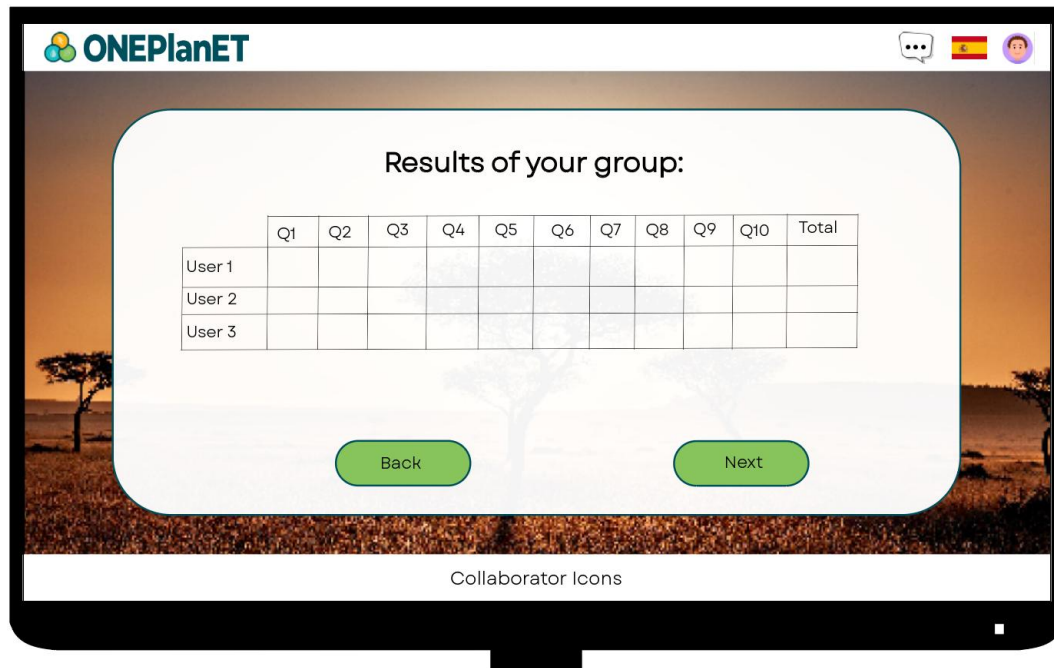 ONEPlanET
Results of your group:
Q1 Q2 Q3 Q4 Q5 Q6 Q7 Q8 Q9 Q10 Total
User 1
User 2
User 3
Back Next
Collaborator Icons